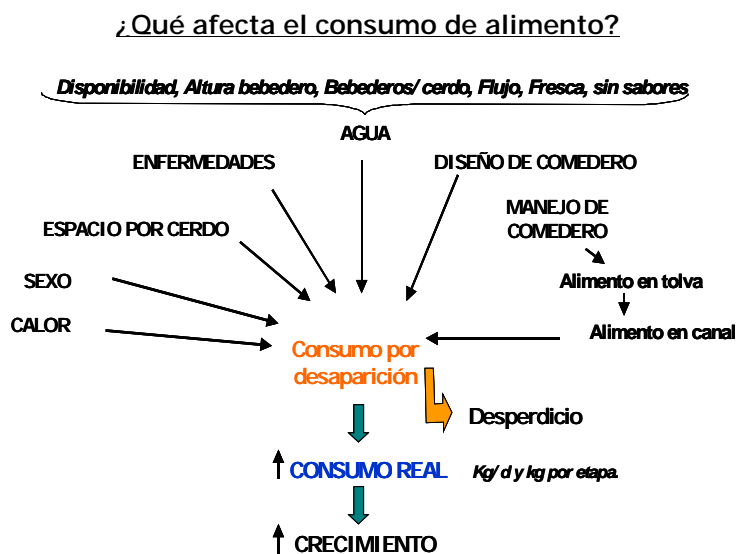 ¿Qué afecta el consumo de alimento?
Disponibilidad, Altura bebedero, Bebederos/cerdo, Flujo, Fresca, sin sabores
AGUA
ENFERMEDADES
DISEÑO DE COMEDERO
MANEJO DE
COMEDERO
ESPACIO POR CERDO
SEXO
Alimento en tolva
CALOR
Alimento en canal
Consumo por
desaparición
Desperdicio
CONSUMO REAL
Kg/d y kg por etapa.
CRECIMIENTO